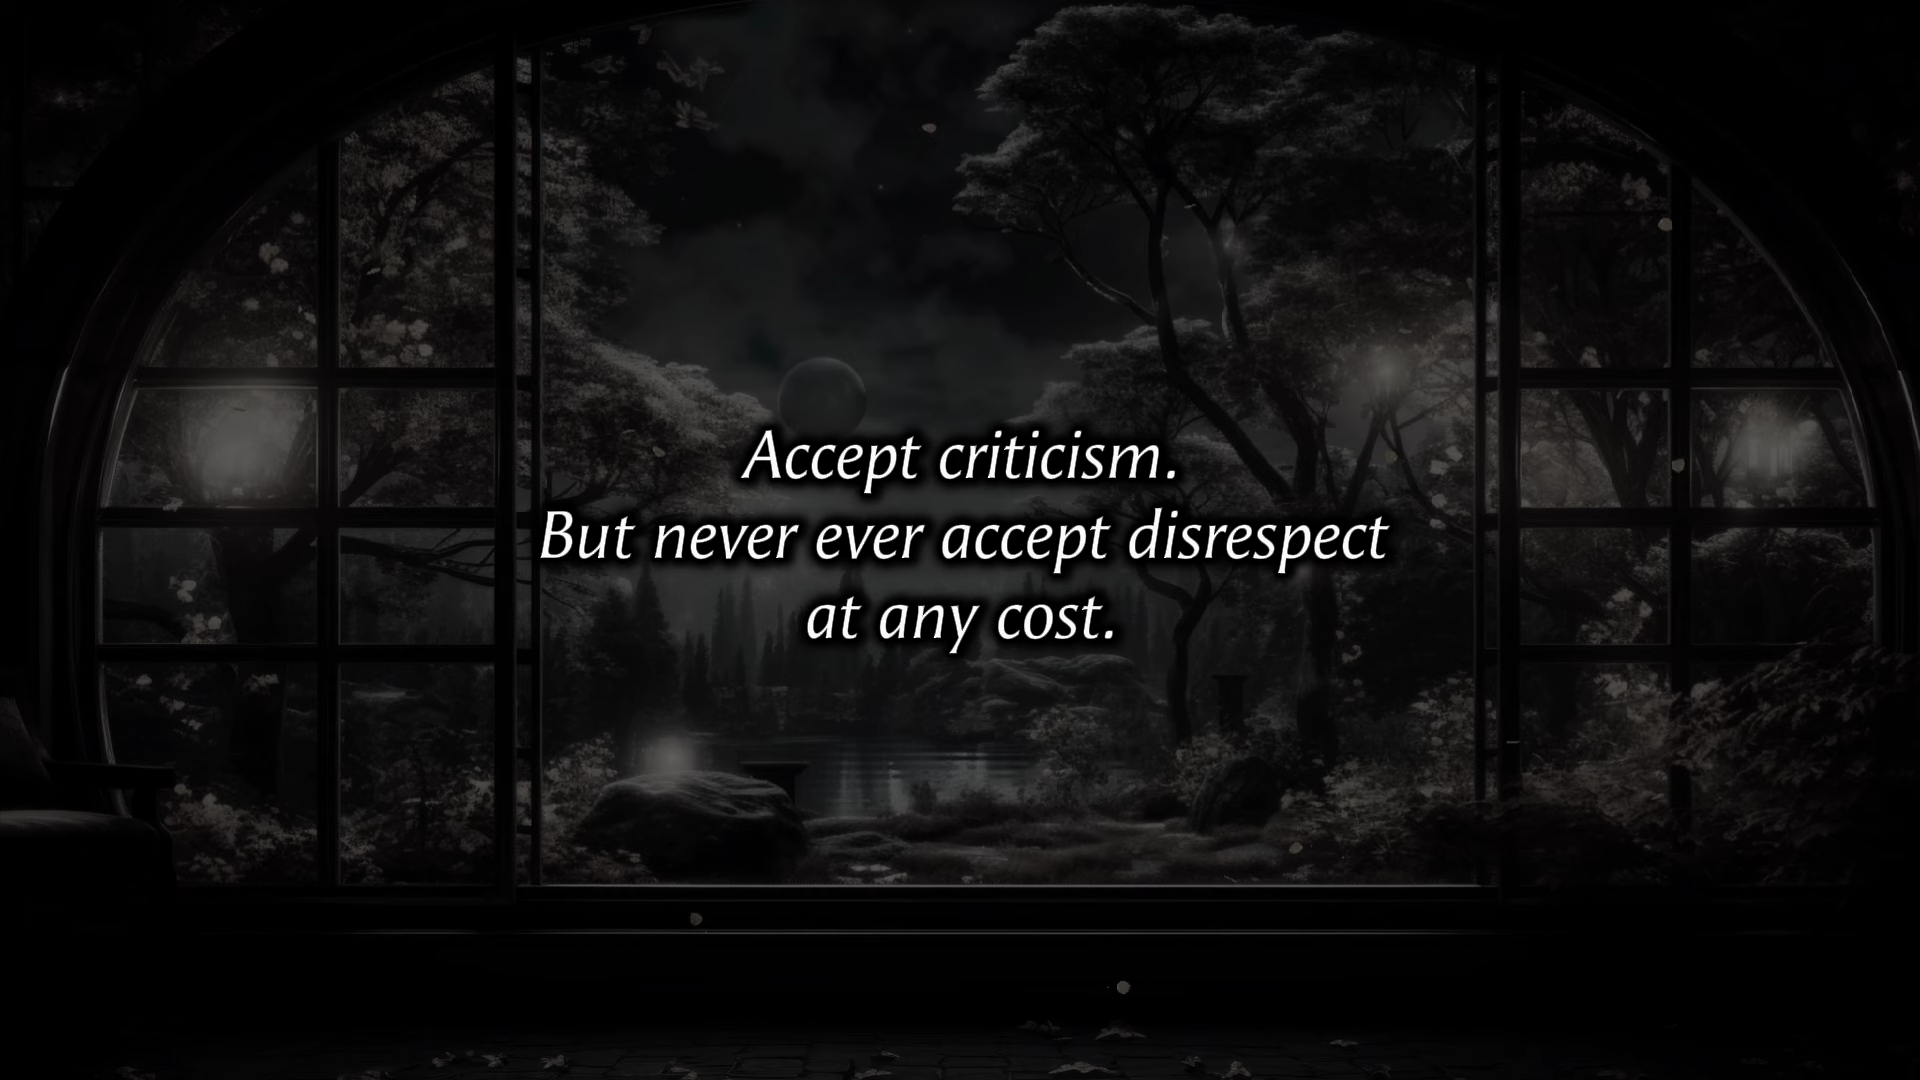 Accept criticism.
But never ever accept disrespect
at any cost.